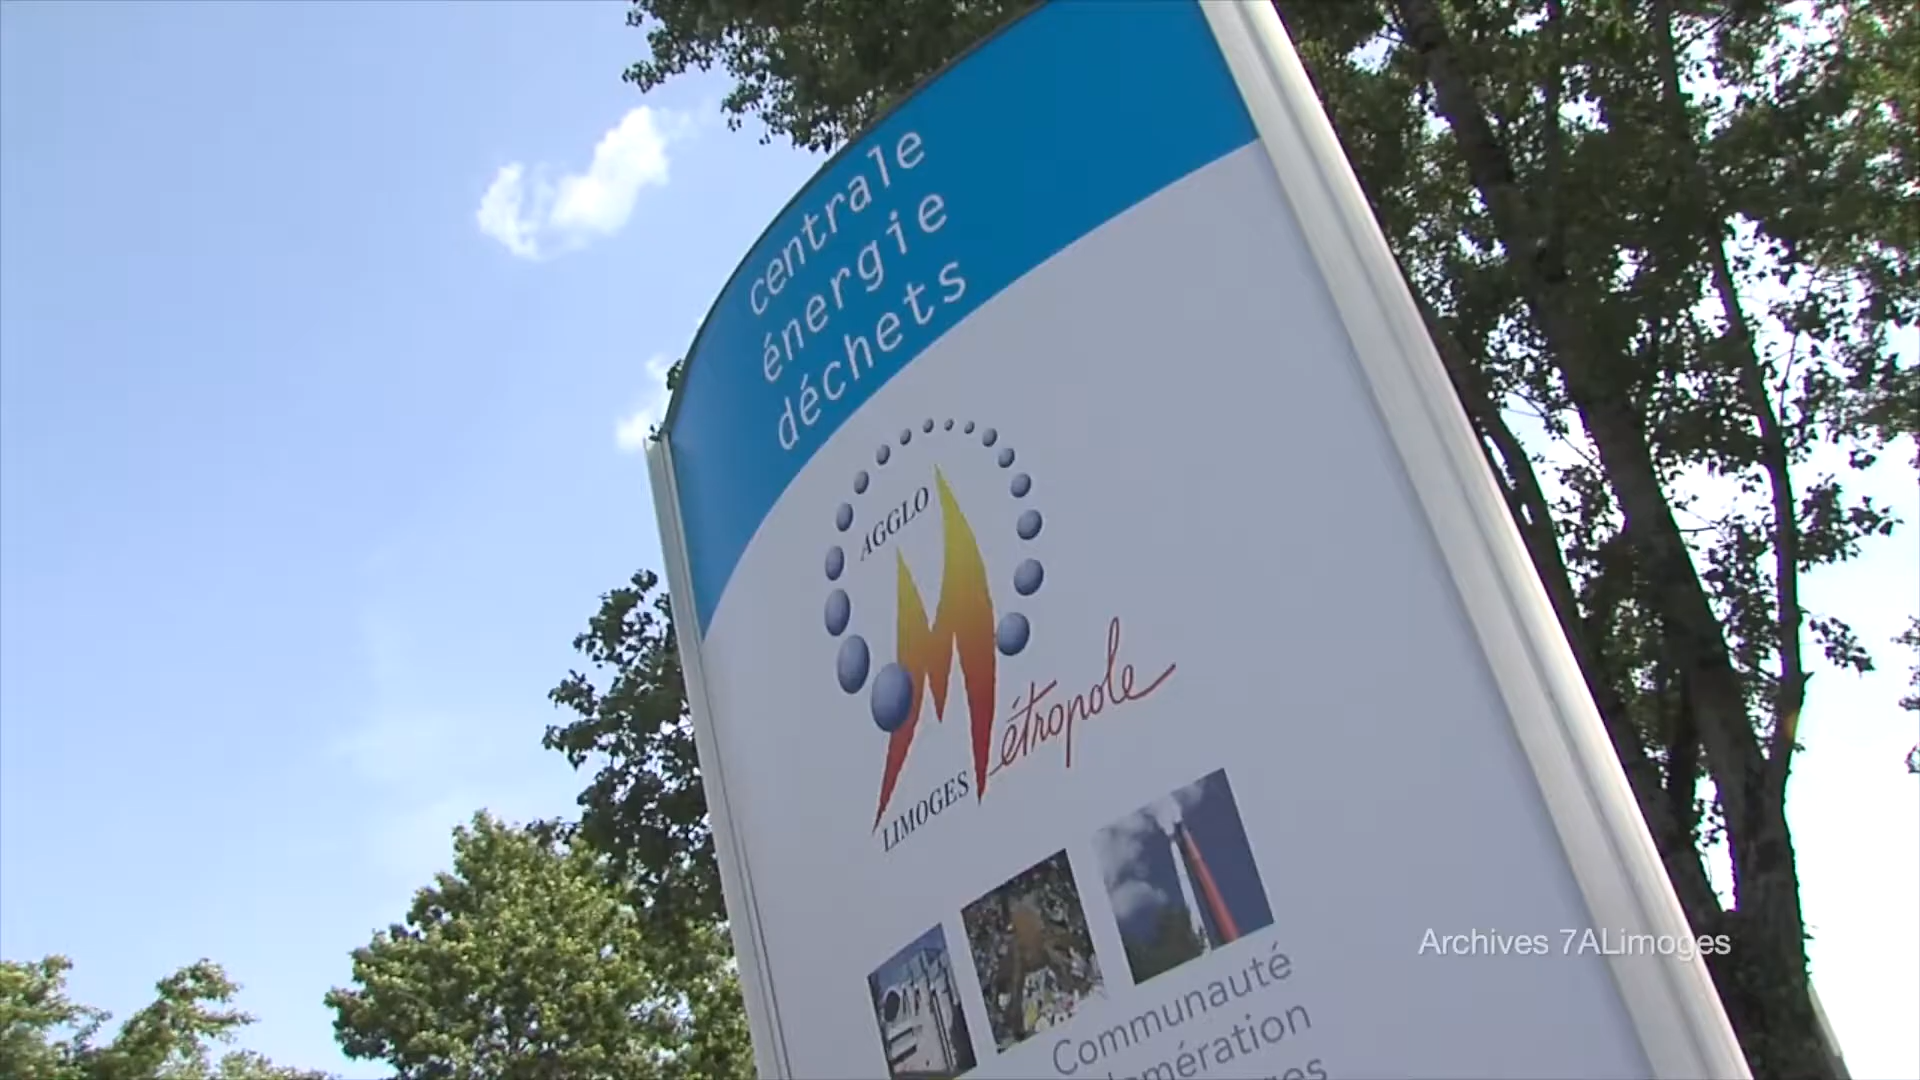 centrale
énergie
déchets
AGGLO
Métropole
LIMOGES
Communauté
Archives 7ALimoges